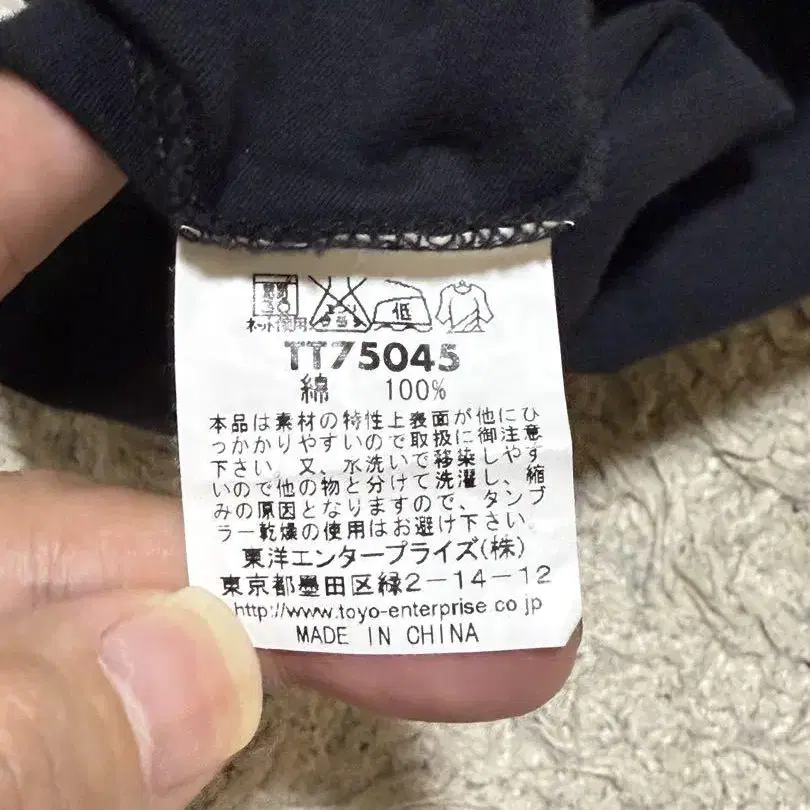 ネット使用
低
TT75045
綿 100%
本品は素材の特性上表面が他にひ
っかかりやすいので取扱に御注意
下さい。又、水洗いで移染しやす
いので他の物と分けて洗濯し、縮
みの原因となりますので、タンブ
ラー乾燥の使用はお避け下さい。
東洋エンタープライズ(株)
東京都墨田区緑2-14-12
http://www.toyo-enterprise co jp
MADE IN CHINA